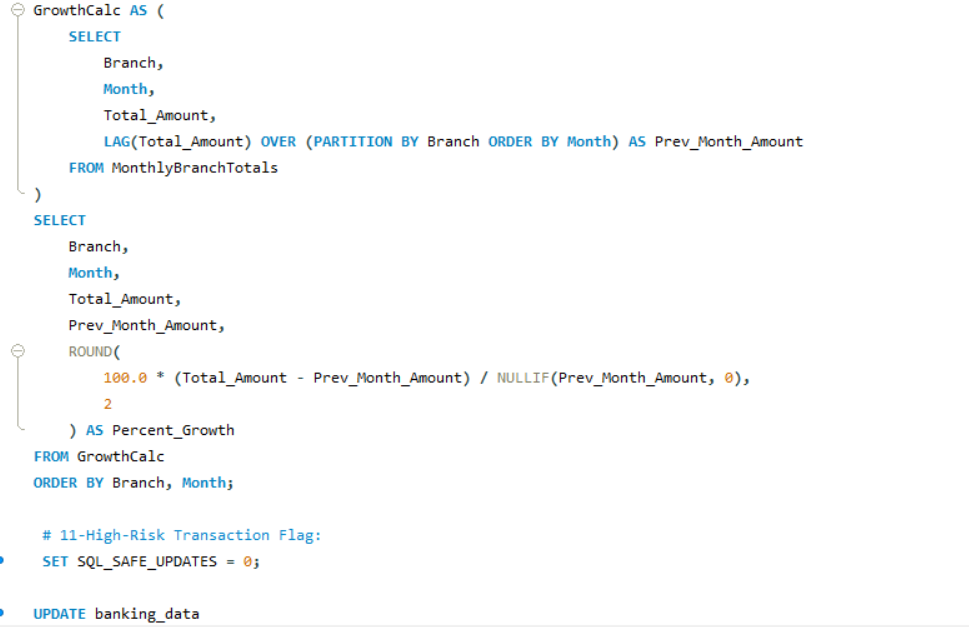 GrowthCalc AS (
SELECT
Branch,
Month,
Total_Amount,
LAG(Total_Amount) OVER (PARTITION BY Branch ORDER BY Month) AS Prev_Month_Amount
FROM MonthlyBranchTotals
)
SELECT
Branch,
Month,
Total_Amount,
Prev_Month_Amount,
ROUND(
100.0 * (Total_Amount - Prev_Month_Amount) / NULLIF(Prev_Month_Amount, 0),
2
) AS Percent_Growth
FROM GrowthCalc
ORDER BY Branch, Month;
# 11-High-Risk Transaction Flag:
SET SQL_SAFE_UPDATES = 0;
UPDATE banking_data